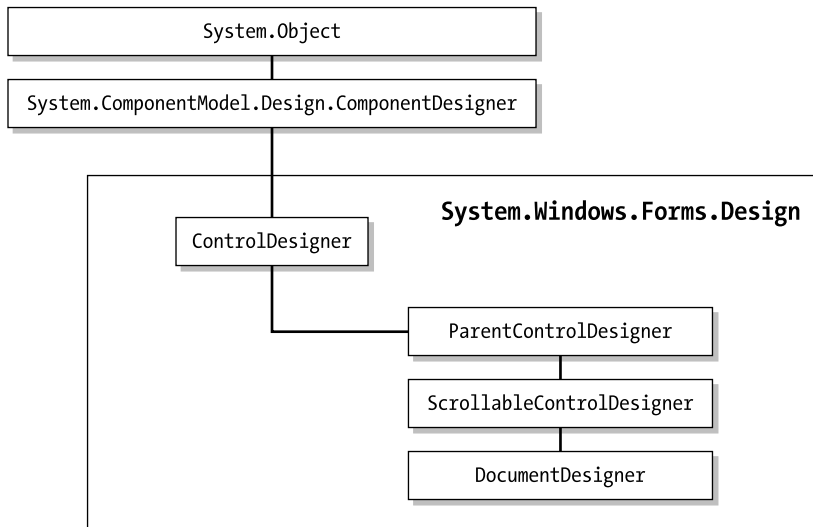 System.Object
System.ComponentModel.Design.ComponentDesigner
System.Windows.Forms.Design
ControlDesigner
ParentControlDesigner
ScrollableControlDesigner
DocumentDesigner